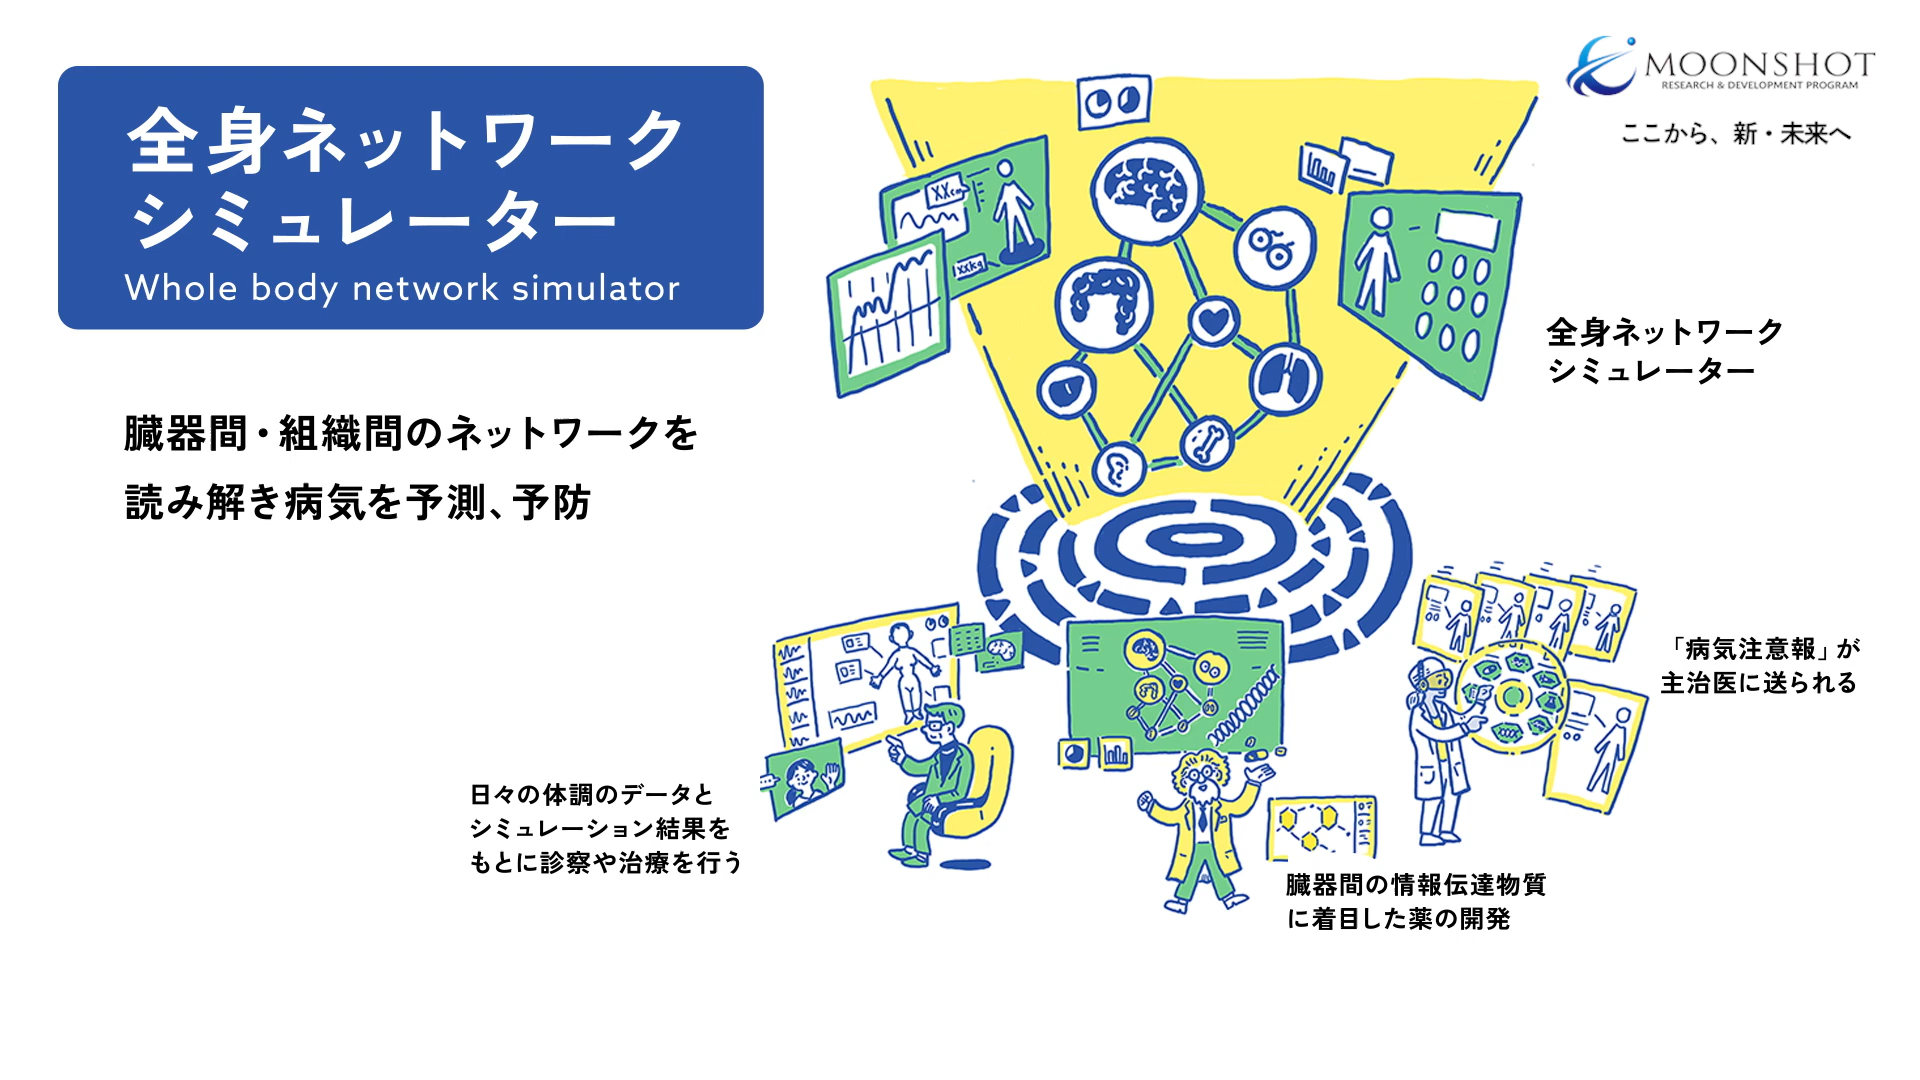 全身ネットワーク
シミュレーター
Whole body network simulator
臓器間・組織間のネットワークを
読み解き病気を予測、予防
MOONSHOT
RESEARCH & DEVELOPMENT PROGRAM
ここから、新・未来へ
XXcm
XXkg
全身ネットワーク
シミュレーター
「病気注意報」が
主治医に送られる
日々の体調のデータと
シミュレーション結果を
もとに診察や治療を行う
臓器間の情報伝達物質
に着目した薬の開発